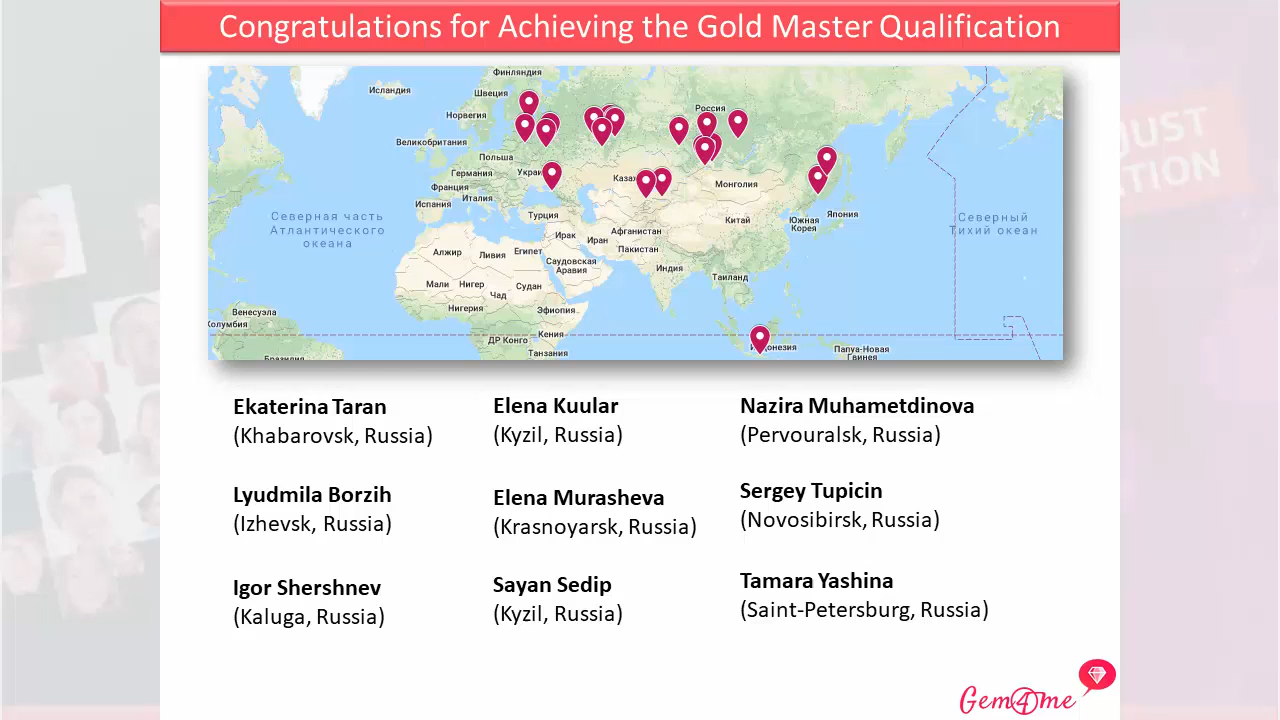 Congratulations for Achieving the Gold Master Qualification
Финляндия
Исландия
Швеция
Норвегия
Россия
Великобритания
Польша
Украи
Германия
Казах
Монголия
Франция
Италия
Испания
Турция
Китай
Япония
Южная
Корея
Северная часть
Атлантического
океана
Северный
Тихий океан
Ирак
Иран
Афганистан
Пакистан
Алжир
Ливия
Египет
Саудовская
Аравия
Индия
Таиланд
Мали
Нигер
Чад
Судан
Нигерия
Эфиопия
Венесуэла
Колумбия
ДР Конго
Кения
Танзания
Бразилия
Папуа-Новая
Гвинея
JUST
ATION
Ekaterina Taran
(Khabarovsk, Russia)
Elena Kuular
(Kyzil, Russia)
Nazira Muhametdinova
(Pervouralsk, Russia)
Lyudmila Borzih
(Izhevsk, Russia)
Elena Murasheva
(Krasnoyarsk, Russia)
Sergey Tupicin
(Novosibirsk, Russia)
Igor Shershnev
(Kaluga, Russia)
Sayan Sedip
(Kyzil, Russia)
Tamara Yashina
(Saint-Petersburg, Russia)
Gem4me